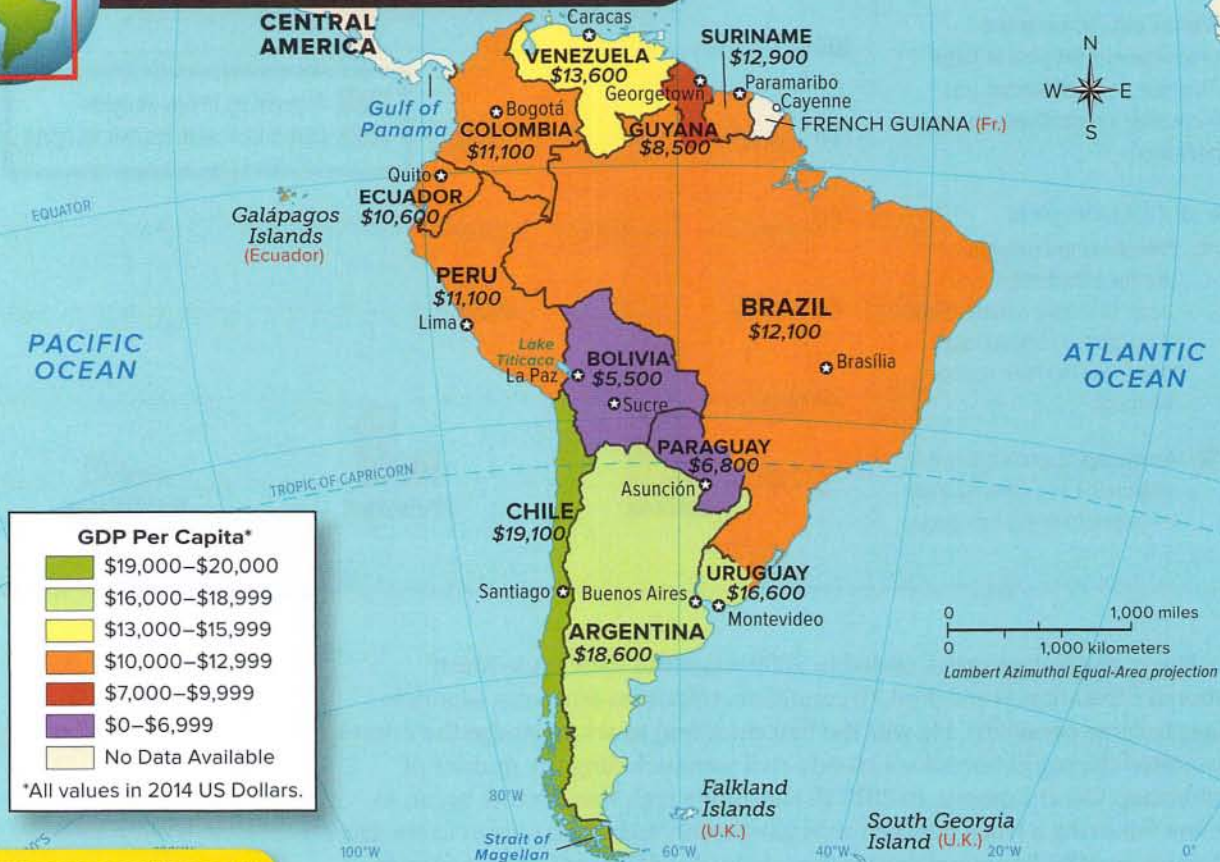 CENTRAL
AMERICA
Caracas
VENEZUELA
$13,600
SURINAME
$12,900
Paramaribo
Georgetown
Cayenne
FRENCH GUIANA (Fr.)
GUYANA
$8,500
Gulf of
Panama
Bogotá
COLOMBIA
$11,100
N
W
E
S
Quito
ECUADOR
$10,600
EQUATOR
Galápagos
Islands
(Ecuador)
PERU
$11,100
Lima
BRAZIL
$12,100
Brasília
PACIFIC
OCEAN
ATLANTIC
OCEAN
Lake
Titicaca
La Paz
BOLIVIA
$5,500
Sucre
PARAGUAY
$6,800
Asunción
TROPIC OF CAPRICORN
CHILE
$19,100
Santiago
Buenos Aires
URUGUAY
$16,600
Montevideo
ARGENTINA
$18,600
GDP Per Capita*
$19,000–$20,000
$16,000–$18,999
$13,000–$15,999
$10,000–$12,999
$7,000–$9,999
$0–$6,999
No Data Available
*All values in 2014 US Dollars.
0 1,000 miles
0 1,000 kilometers
Lambert Azimuthal Equal-Area projection
Falkland
Islands
(U.K.)
South Georgia
Island (U.K.)
80°W
Strait of
Magellan
100°W
60°W
40°W
20°W
0°